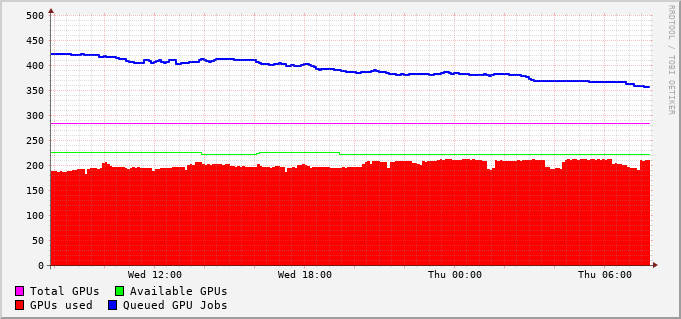 500
450
400
350
300
250
200
150
100
50
0
Wed 12:00 Wed 18:00 Thu 00:00 Thu 06:00
Total GPUs Available GPUs
GPUs used Queued GPU Jobs
RRDTOOL / TOBI OETIKER